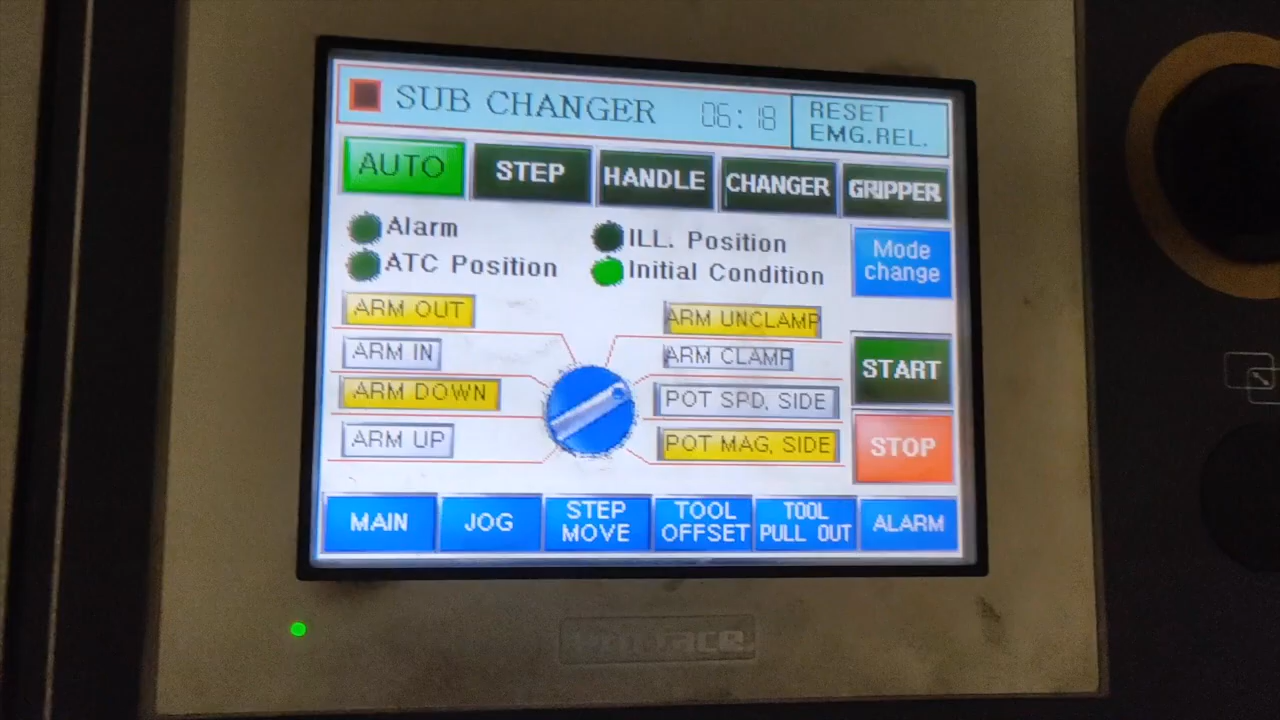 SUB CHANGER 06:18 RESET
EMG.REL.
AUTO STEP HANDLE CHANGER GRIPPER
Alarm ILL. Position
ATC Position Initial Condition
Mode
change
ARM OUT ARM UNCLAMP
ARM IN ARM CLAMP
START
ARM DOWN POT SPD, SIDE
ARM UP POT MAG, SIDE
STOP
MAIN JOG STEP
MOVE TOOL
OFFSET TOOL
PULL OUT ALARM
Pro-face